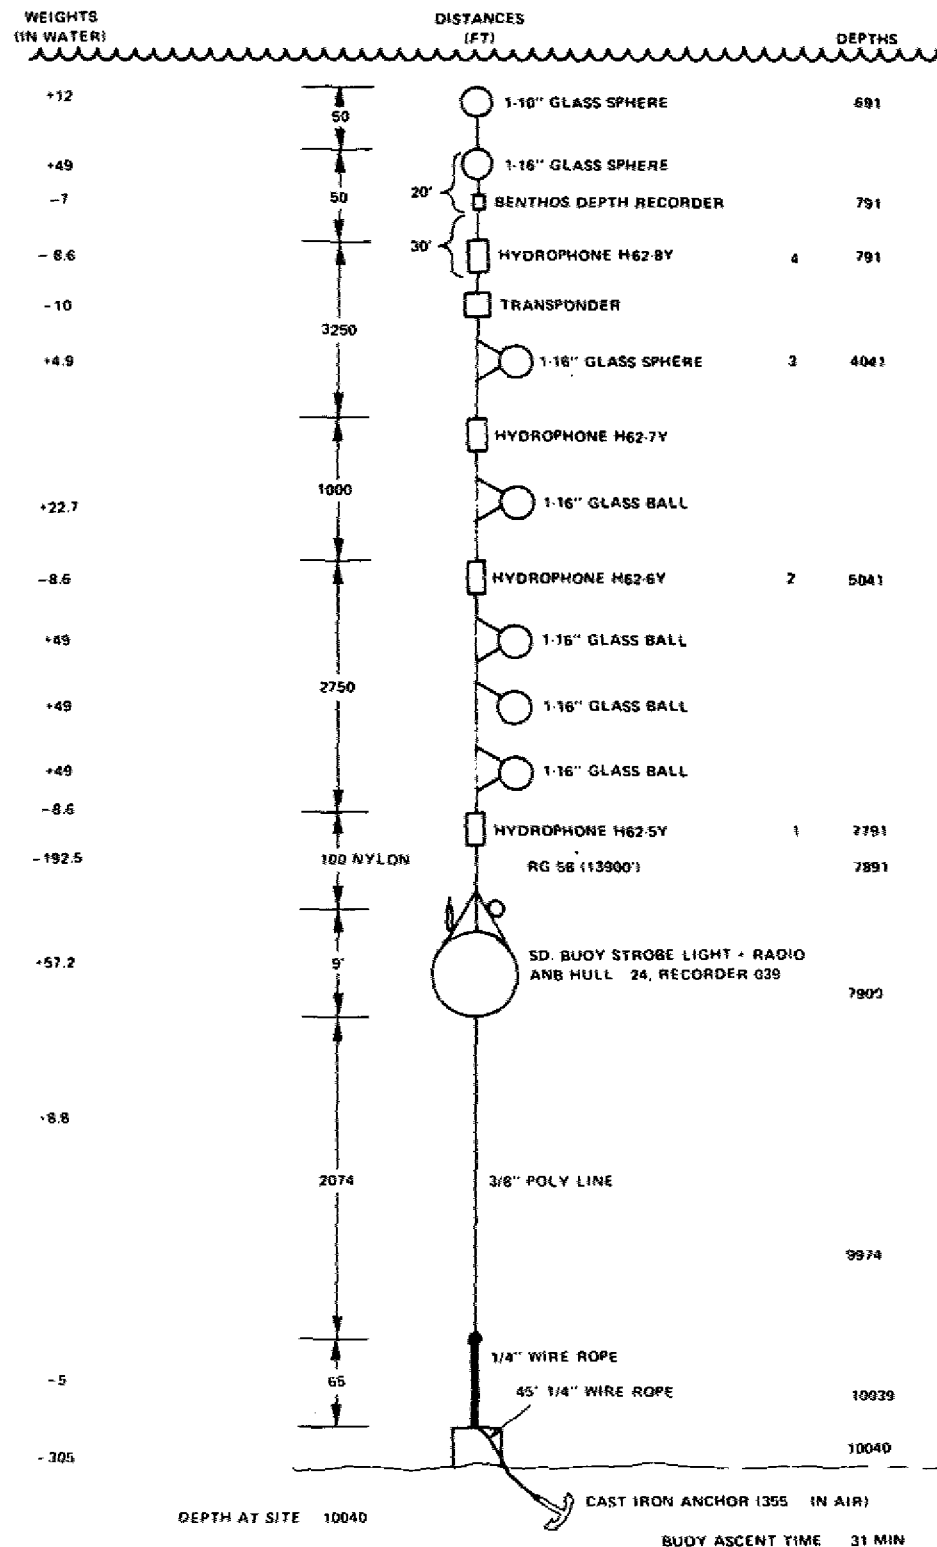 WEIGHTS DISTANCES
(IN WATER) (FT) DEPTHS
+12 50 1-10" GLASS SPHERE 691
+49 1-16" GLASS SPHERE
-7 50 20' BENTHOS DEPTH RECORDER 791
-8.6 30' HYDROPHONE H62-8Y 4 791
-10 TRANSPONDER
3250
+4.9 1-16" GLASS SPHERE 3 4041
HYDROPHONE H62-7Y
1000
+22.7 1-16" GLASS BALL
-8.6 HYDROPHONE H62-6Y 2 5041
+49 1-16" GLASS BALL
2750
+49 1-16" GLASS BALL
+49 1-16" GLASS BALL
-8.6
HYDROPHONE H62-5Y 1 7791
-192.5 100 NYLON RG 58 (13900') 7891
SD. BUOY STROBE LIGHT + RADIO
+57.2 9' ANB HULL 24, RECORDER 039
7900
+8.8
2074 3/8" POLY LINE
9974
1/4" WIRE ROPE
-5 65 45' 1/4" WIRE ROPE 10039
-305 10040
CAST IRON ANCHOR (355 IN AIR)
DEPTH AT SITE 10040
BUOY ASCENT TIME 31 MIN